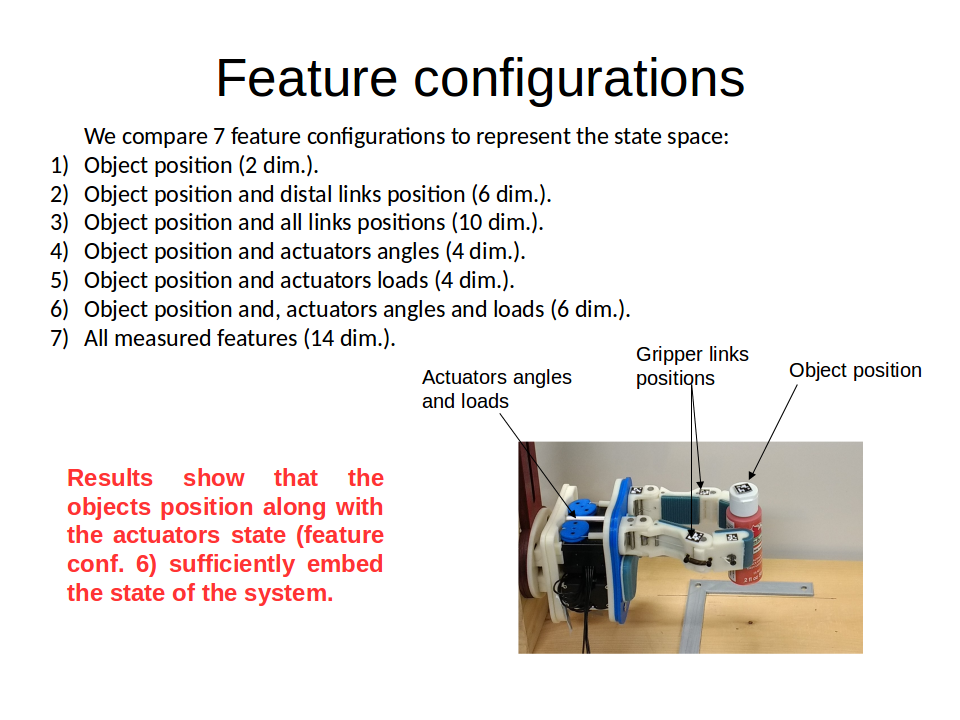 Feature configurations
We compare 7 feature configurations to represent the state space:
1) Object position (2 dim.).
2) Object position and distal links position (6 dim.).
3) Object position and all links positions (10 dim.).
4) Object position and actuators angles (4 dim.).
5) Object position and actuators loads (4 dim.).
6) Object position and, actuators angles and loads (6 dim.).
7) All measured features (14 dim.).
Actuators angles
and loads
Gripper links
positions
Object position
Results show that the
objects position along with
the actuators state (feature
conf. 6) sufficiently embed
the state of the system.